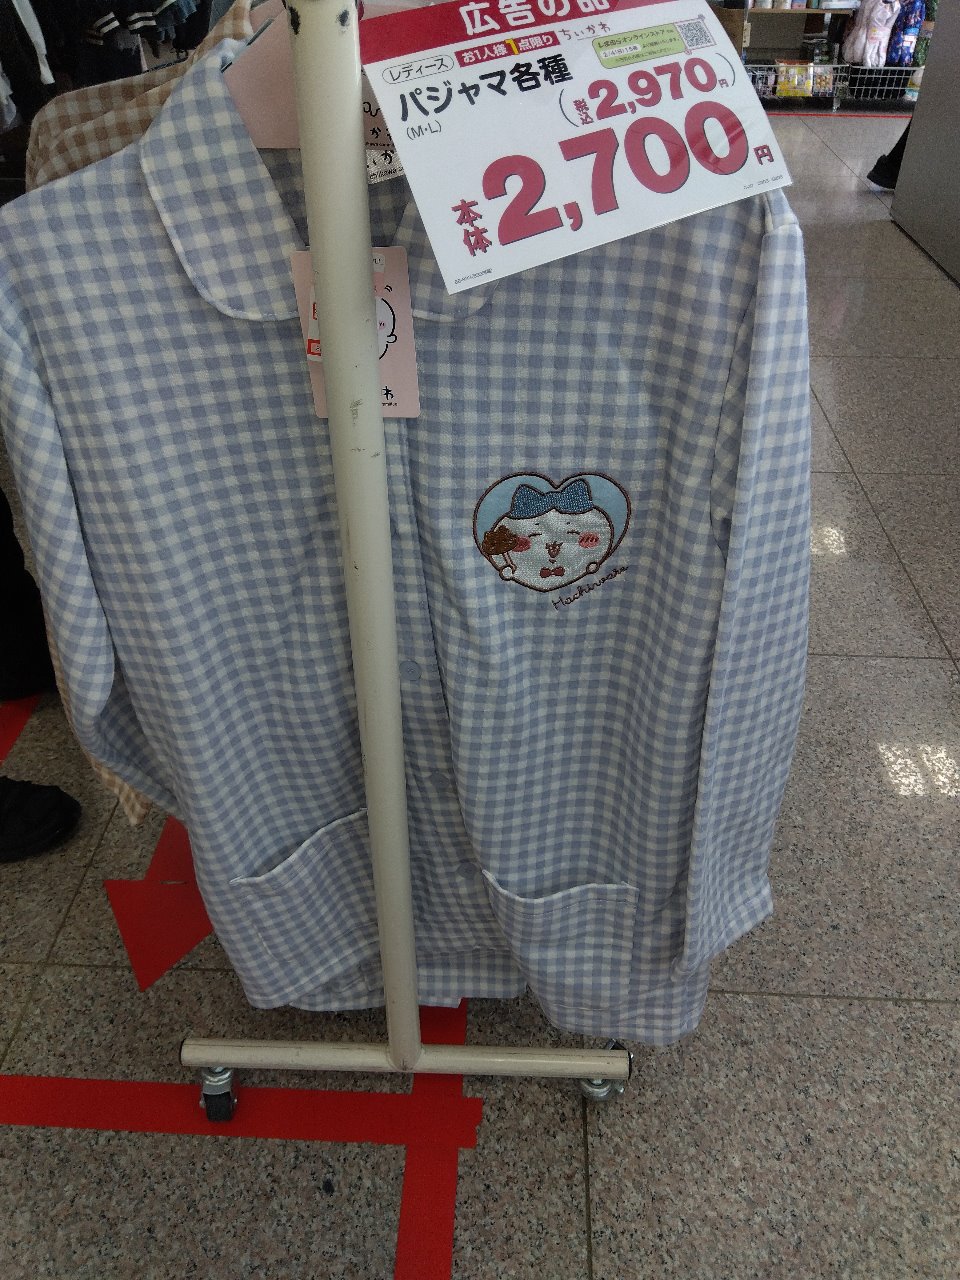 広告の品
レディース お1人様1点限り ちいかわ
パジャマ各種
(M・L)
(税込2,970円)
本体2,700円
Hachiware